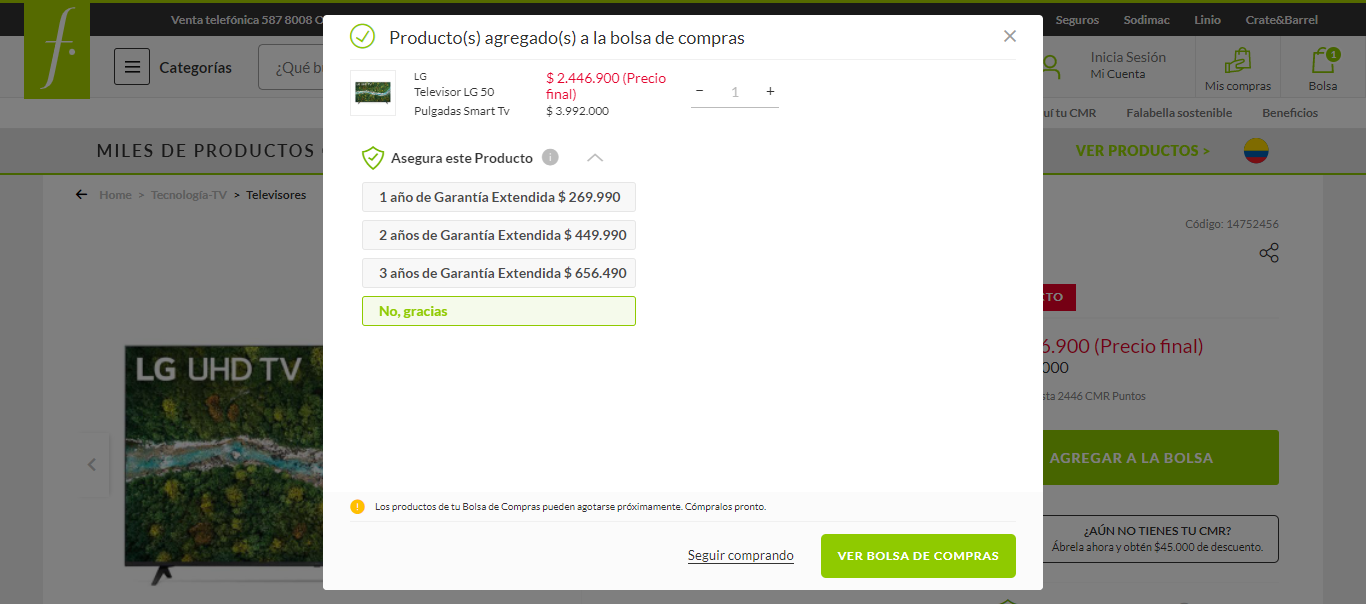 Venta telefónica 587 8008
Seguros Sodimac Linio Crate&Barrel
f.
Categorías
¿Qué
Inicia Sesión
Mi Cuenta
Mis compras
1
Bolsa
tu CMR Falabella sostenible Beneficios
MILES DE PRODUCTOS
VER PRODUCTOS >
Home > Tecnología-TV > Televisores
Código: 14752456
LG UHD TV
6.900 (Precio final)
000
2446 CMR Puntos
AGREGAR A LA BOLSA
¿AÚN NO TIENES TU CMR?
Ábrela ahora y obtén $45.000 de descuento.
Producto(s) agregado(s) a la bolsa de compras
LG
Televisor LG 50
Pulgadas Smart Tv
$ 2.446.900 (Precio
final)
$ 3.992.000
− 1 +
Asegura este Producto i
1 año de Garantía Extendida $ 269.990
2 años de Garantía Extendida $ 449.990
3 años de Garantía Extendida $ 656.490
No, gracias
! Los productos de tu Bolsa de Compras pueden agotarse próximamente. Cómpralos pronto.
Seguir comprando
VER BOLSA DE COMPRAS